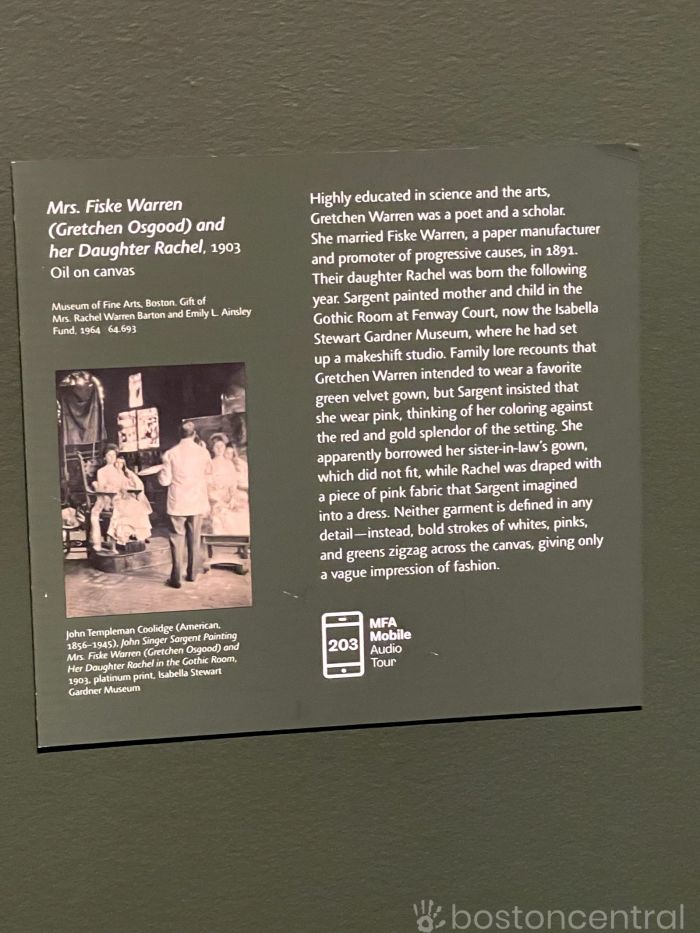 Mrs. Fiske Warren
(Gretchen Osgood) and
her Daughter Rachel, 1903
Oil on canvas
Museum of Fine Arts, Boston. Gift of
Mrs. Rachel Warren Barton and Emily L. Ainsley
Fund, 1964 64.693
John Templeman Coolidge (American,
1856–1945), John Singer Sargent Painting
Mrs. Fiske Warren (Gretchen Osgood) and
Her Daughter Rachel in the Gothic Room,
1903, platinum print, Isabella Stewart
Gardner Museum
Highly educated in science and the arts,
Gretchen Warren was a poet and a scholar.
She married Fiske Warren, a paper manufacturer
and promoter of progressive causes, in 1891.
Their daughter Rachel was born the following
year. Sargent painted mother and child in the
Gothic Room at Fenway Court, now the Isabella
Stewart Gardner Museum, where he had set
up a makeshift studio. Family lore recounts that
Gretchen Warren intended to wear a favorite
green velvet gown, but Sargent insisted that
she wear pink, thinking of her coloring against
the red and gold splendor of the setting. She
apparently borrowed her sister-in-law's gown,
which did not fit, while Rachel was draped with
a piece of pink fabric that Sargent imagined
into a dress. Neither garment is defined in any
detail—instead, bold strokes of whites, pinks,
and greens zigzag across the canvas, giving only
a vague impression of fashion.
203
MFA
Mobile
Audio
Tour
bostoncentral